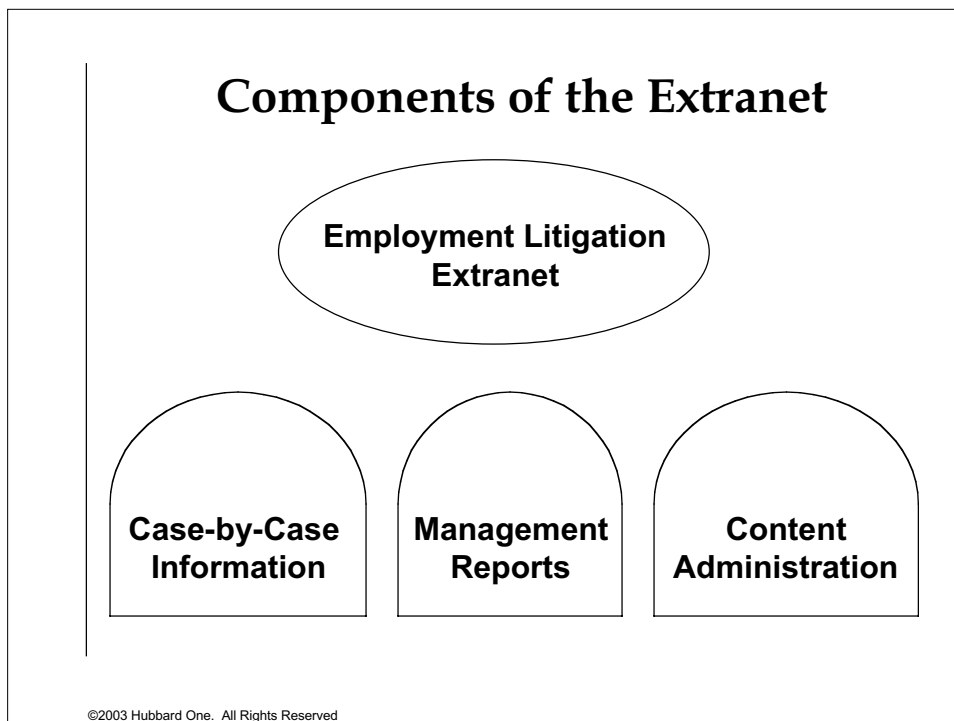 Components of the Extranet
Employment Litigation
Extranet
Case-by-Case
Information
Management
Reports
Content
Administration
©2003 Hubbard One. All Rights Reserved